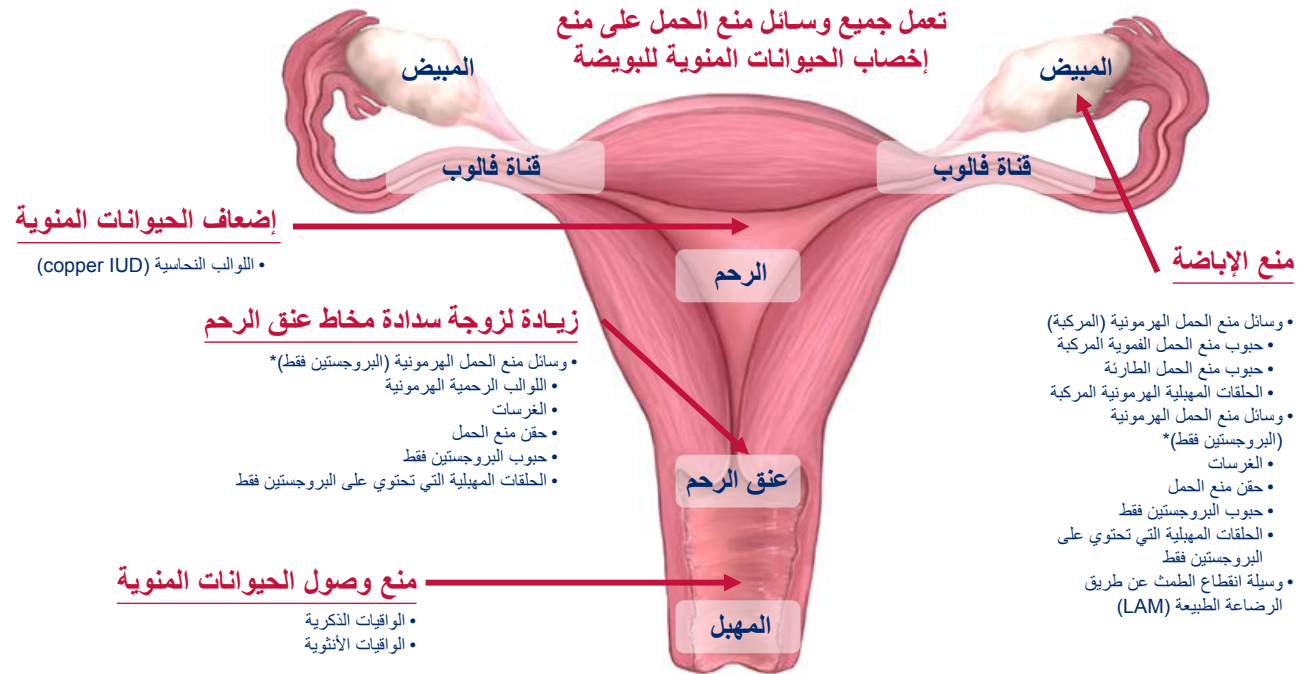 تعمل جميع وسائل منع الحمل على منع
إخصاب الحيوانات المنوية للبويضة
المبيض
المبيض
قناة فالوب
قناة فالوب
الرحم
عنق الرحم
المهبل
منع الإباضة
• وسائل منع الحمل الهرمونية (المركبة)
• حبوب منع الحمل الفموية المركبة
• حبوب منع الحمل الطارئة
• الحلقات المهبلية الهرمونية المركبة
• وسائل منع الحمل الهرمونية
(البروجستين فقط)*
• الغرسات
• حقن منع الحمل
• حبوب البروجستين فقط
• الحلقات المهبلية التي تحتوي على
البروجستين فقط
• وسيلة انقطاع الطمث عن طريق
الرضاعة الطبيعة (LAM)
إضعاف الحيوانات المنوية
• اللوالب النحاسية (copper IUD)
زيادة لزوجة سدادة مخاط عنق الرحم
• وسائل منع الحمل الهرمونية (البروجستين فقط)*
• اللوالب الرحمية الهرمونية
• الغرسات
• حقن منع الحمل
• حبوب البروجستين فقط
• الحلقات المهبلية التي تحتوي على البروجستين فقط
منع وصول الحيوانات المنوية
• الواقيات الذكرية
• الواقيات الأنثوية